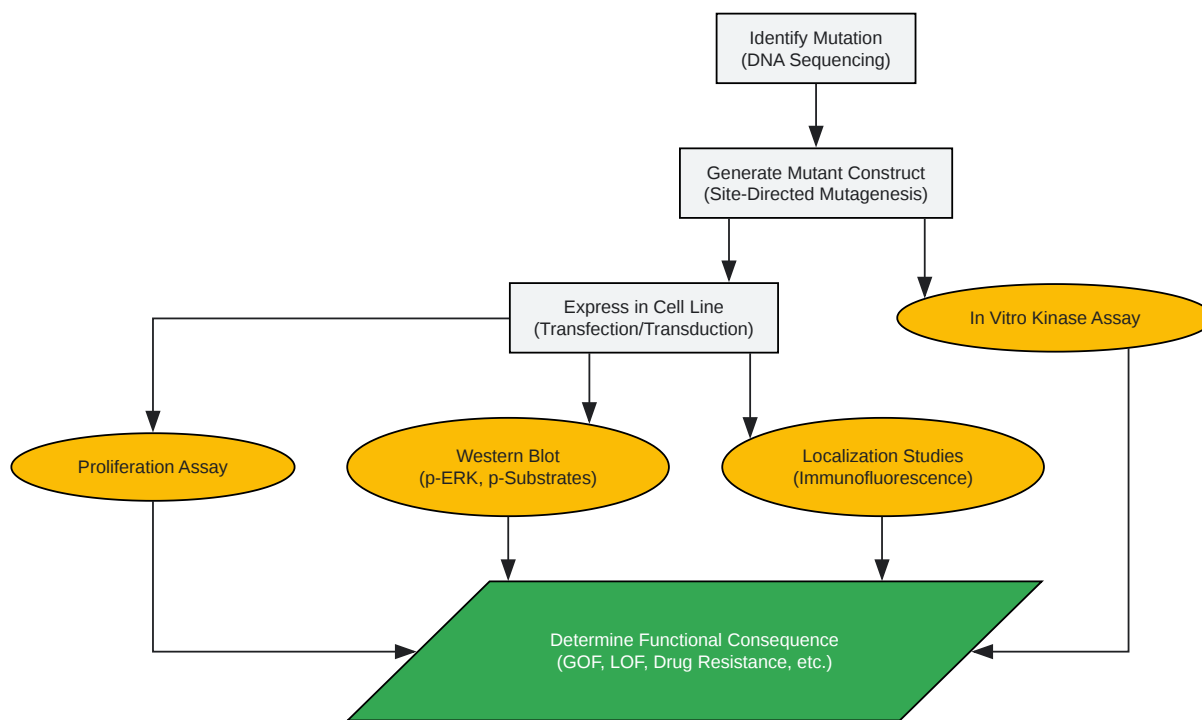 Identify Mutation
(DNA Sequencing)
Generate Mutant Construct
(Site-Directed Mutagenesis)
Express in Cell Line
(Transfection/Transduction)
In Vitro Kinase Assay
Proliferation Assay
Western Blot
(p-ERK, p-Substrates)
Localization Studies
(Immunofluorescence)
Determine Functional Consequence
(GOF, LOF, Drug Resistance, etc.)